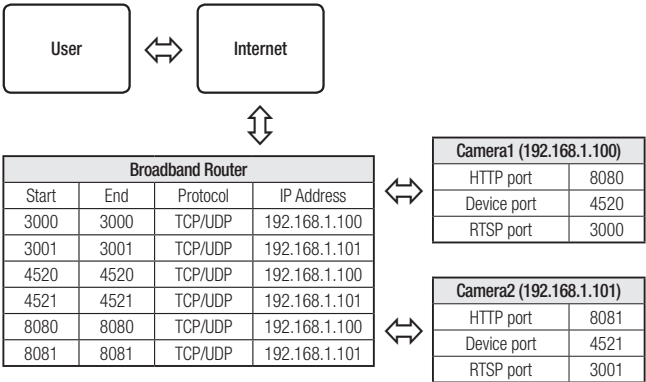 User
Internet
Broadband Router
Start End Protocol IP Address
3000 3000 TCP/UDP 192.168.1.100
3001 3001 TCP/UDP 192.168.1.101
4520 4520 TCP/UDP 192.168.1.100
4521 4521 TCP/UDP 192.168.1.101
8080 8080 TCP/UDP 192.168.1.100
8081 8081 TCP/UDP 192.168.1.101
Camera1 (192.168.1.100)
HTTP port 8080
Device port 4520
RTSP port 3000
Camera2 (192.168.1.101)
HTTP port 8081
Device port 4521
RTSP port 3001